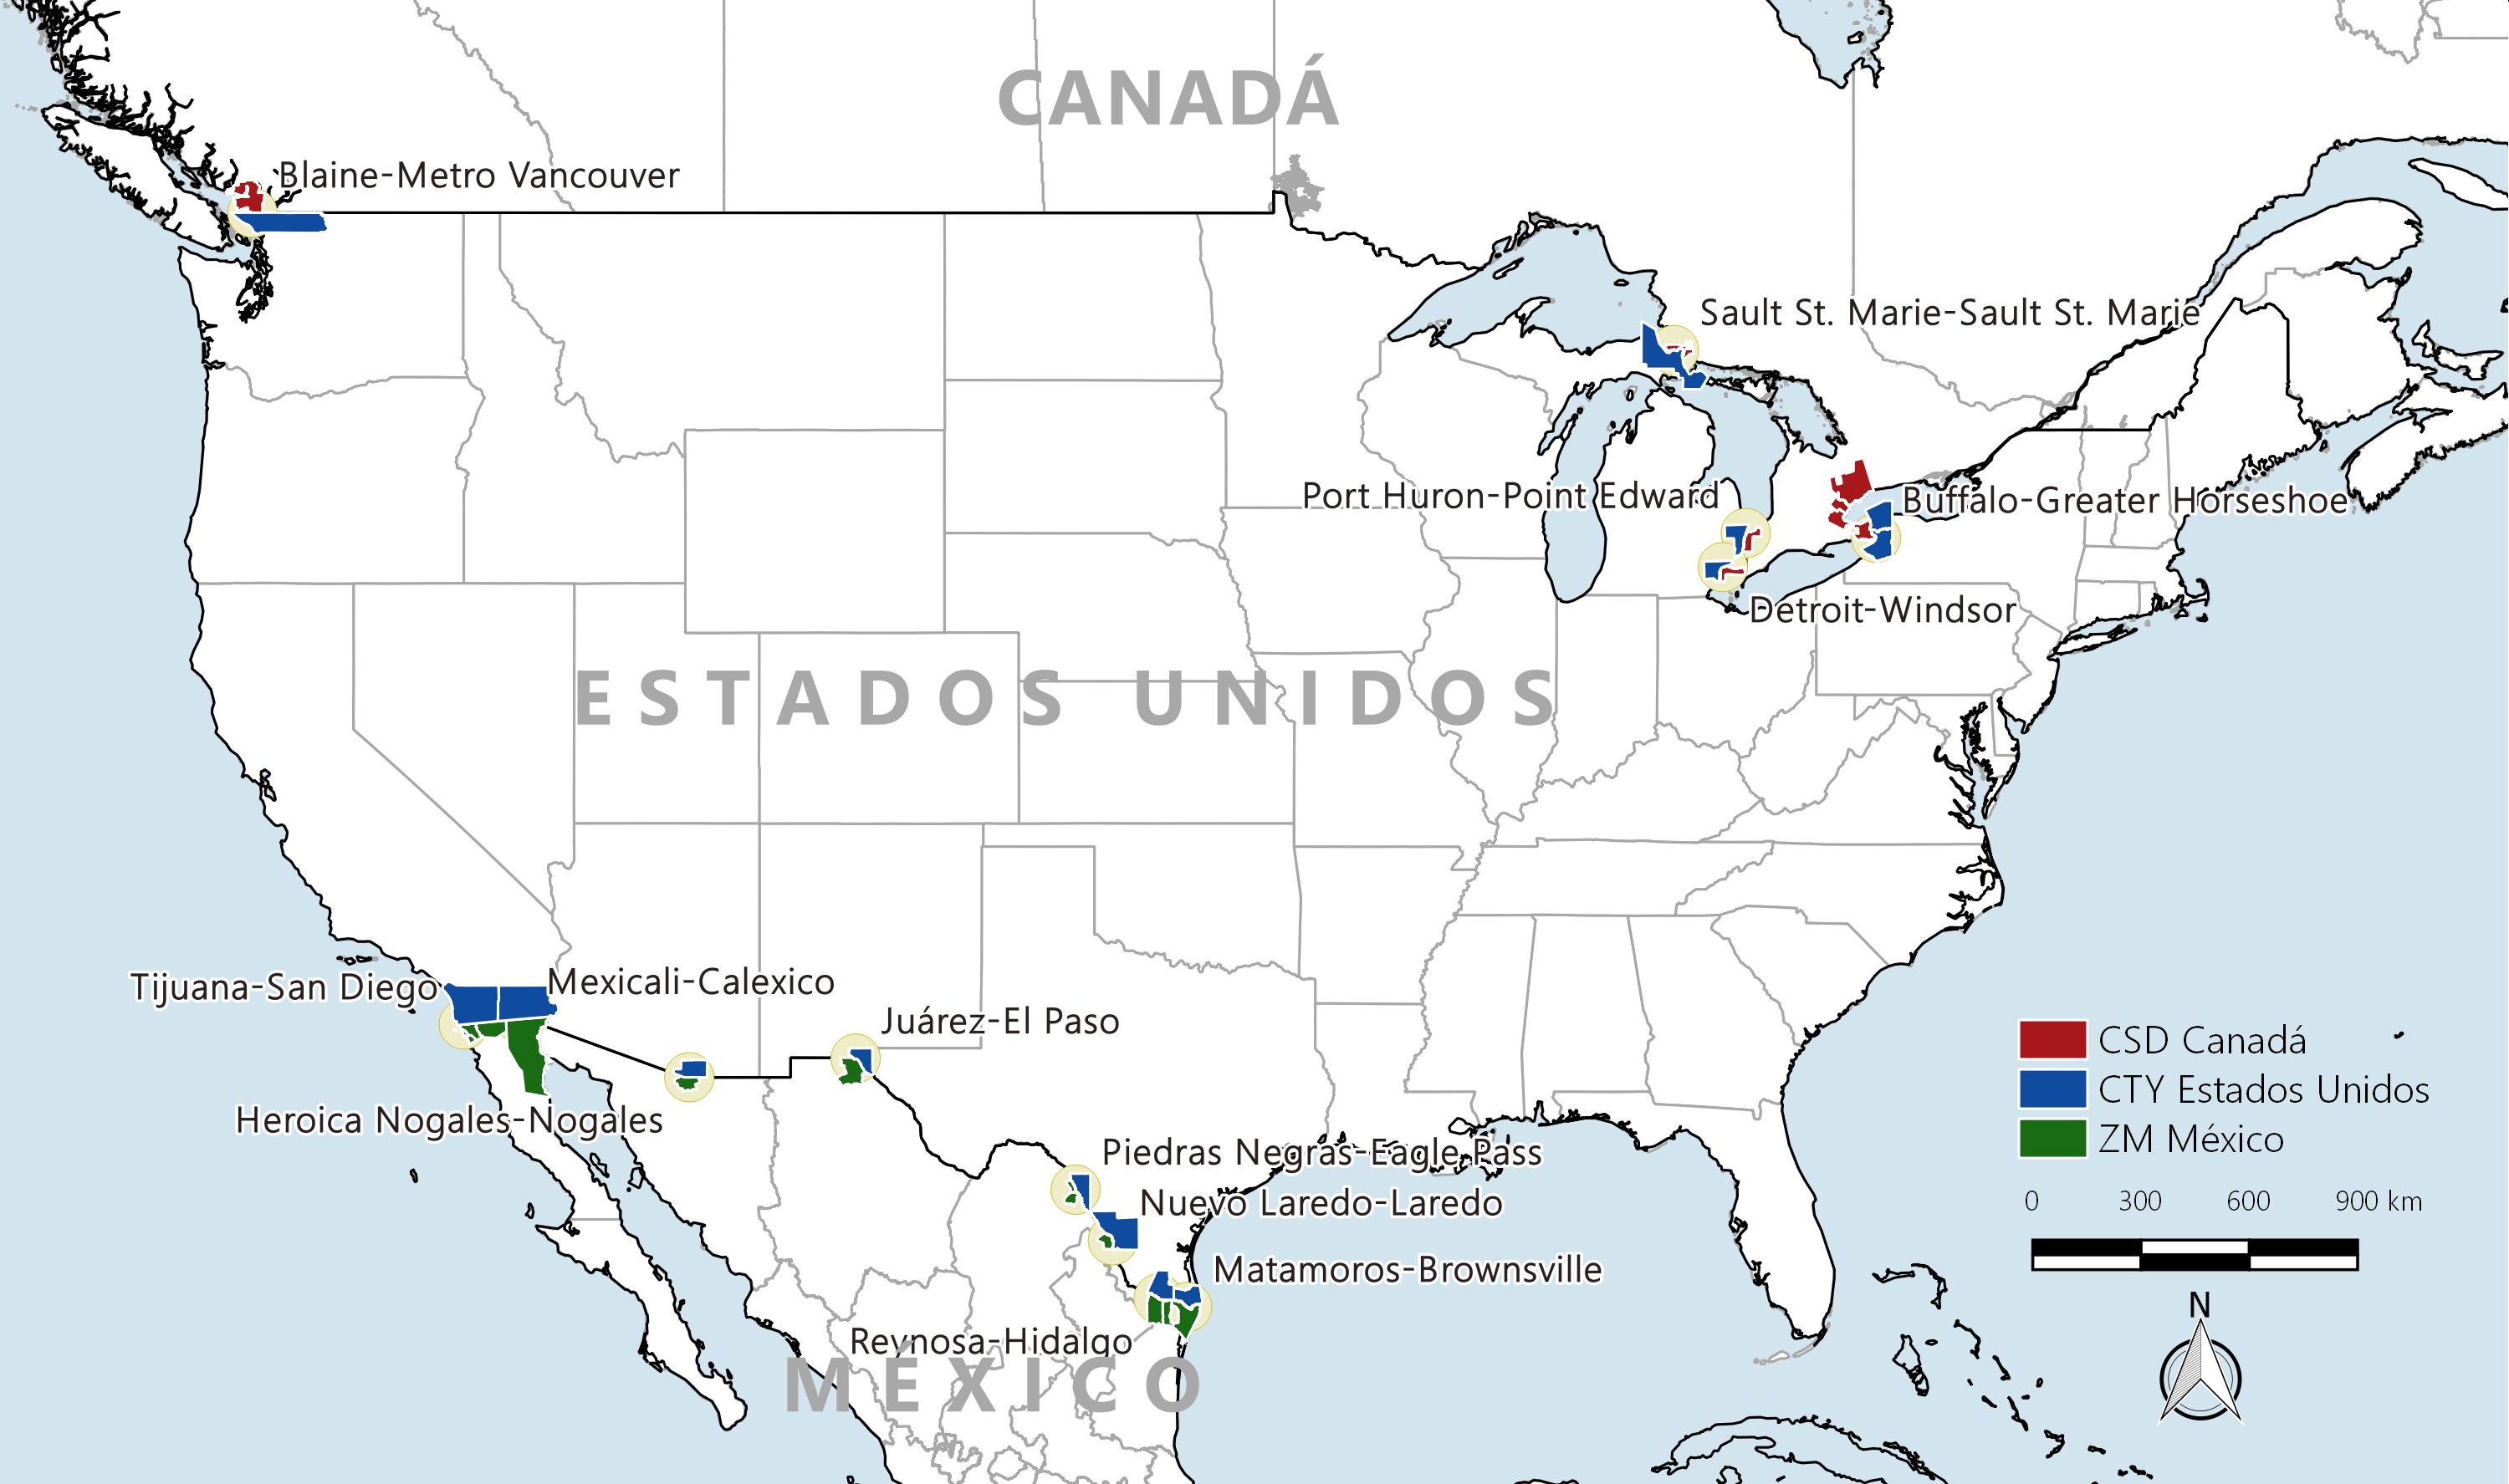 CANADÁ
Blaine-Metro Vancouver
Sault St. Marie-Sault St. Marie
Port Huron-Point Edward
Buffalo-Greater Horseshoe
Detroit-Windsor
ESTADOS UNIDOS
Tijuana-San Diego
Mexicali-Calexico
Juárez-El Paso
Heroica Nogales-Nogales
Piedras Negras-Eagle Pass
Nuevo Laredo-Laredo
Matamoros-Brownsville
Reynosa-Hidalgo
MÉXICO
CSD Canadá
CTY Estados Unidos
ZM México
0 300 600 900 km
N